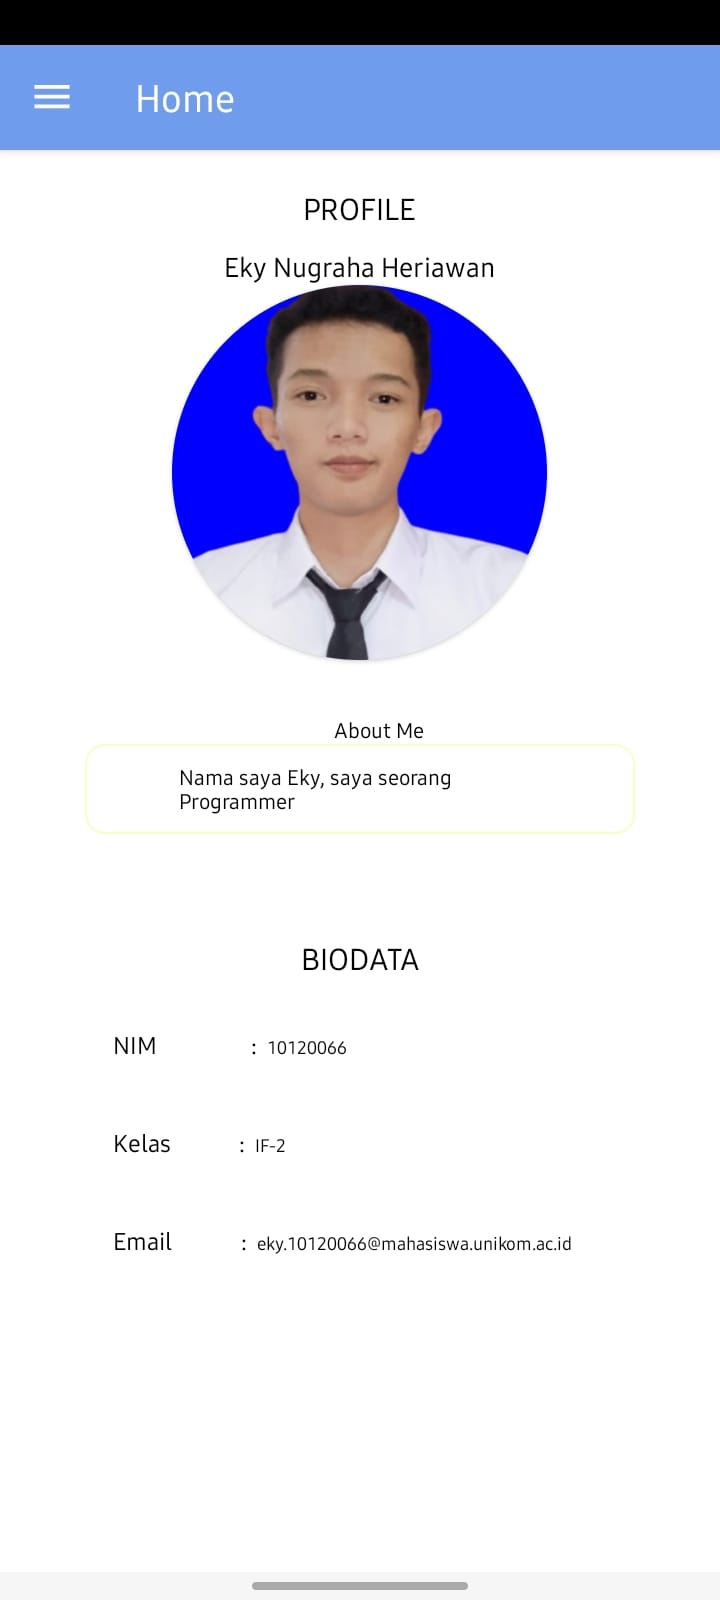 Home
PROFILE
Eky Nugraha Heriawan
About Me
Nama saya Eky, saya seorang
Programmer
BIODATA
NIM : 10120066
Kelas : IF-2
Email : eky.10120066@mahasiswa.unikom.ac.id